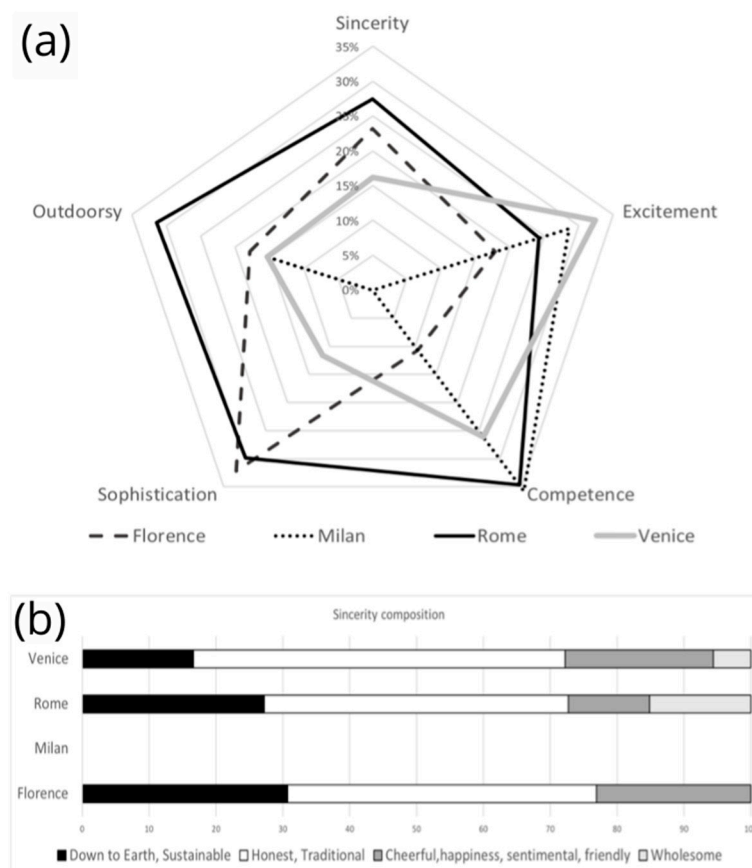 (a)
Sincerity
35%
30%
25%
20%
15%
10%
5%
0%
Outdoorsy
Excitement
Sophistication
Competence
Florence Milan Rome Venice
(b)
Sincerity composition
Venice
Rome
Milan
Florence
0 10 20 30 40 50 60 70 80 90
Down to Earth, Sustainable Honest, Traditional Cheerful,happiness, sentimental, friendly Wholesome